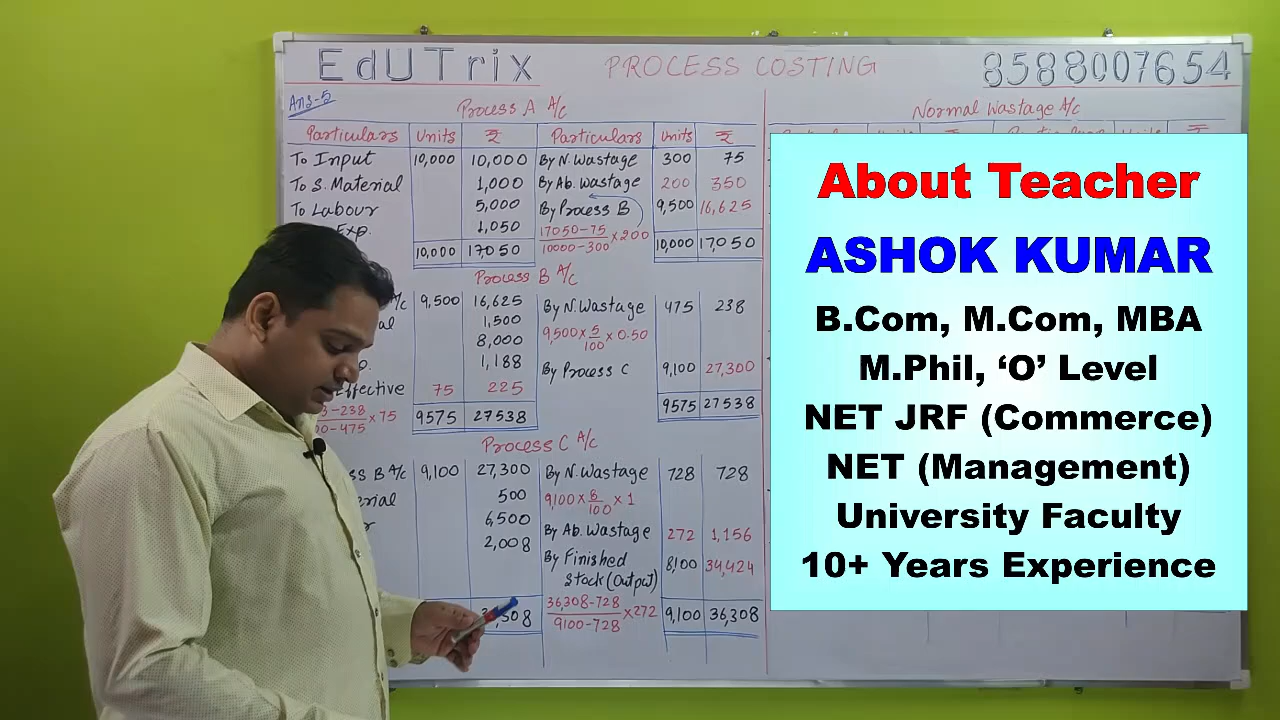 EdUTrix PROCESS COSTING 8588007654
Ans-5
Process A A/c
Particulars Units ₹ Particulars Units ₹
To Input 10,000 10,000 By N. Wastage 300 75
To S. Material 1,000 By Ab. Wastage 200 350
To Labour 5,000 By Process B 9,500 16,625
Exp. 1,050 17050-75/10000-300 ×200
10,000 17,050 10,000 17,050
Process B A/c
A/c 9,500 16,625 By N. Wastage 475 238
1,500 9,500×5/100×0.50
8,000
1,188 By Process C 9,100 27,300
Effective 75 225
-238/-475 ×75 9575 27538 9575 27538
Process C A/c
B A/c 9,100 27,300 By N. Wastage 728 728
500 9100×8/100×1
6,500 By Ab. Wastage 272 1,156
2,008 By Finished Stock (Output) 8,100 34,424
36,308-728/9100-728 ×272 9,100 36,308
Normal Wastage A/c
About Teacher
ASHOK KUMAR
B.Com, M.Com, MBA
M.Phil, ‘O’ Level
NET JRF (Commerce)
NET (Management)
University Faculty
10+ Years Experience